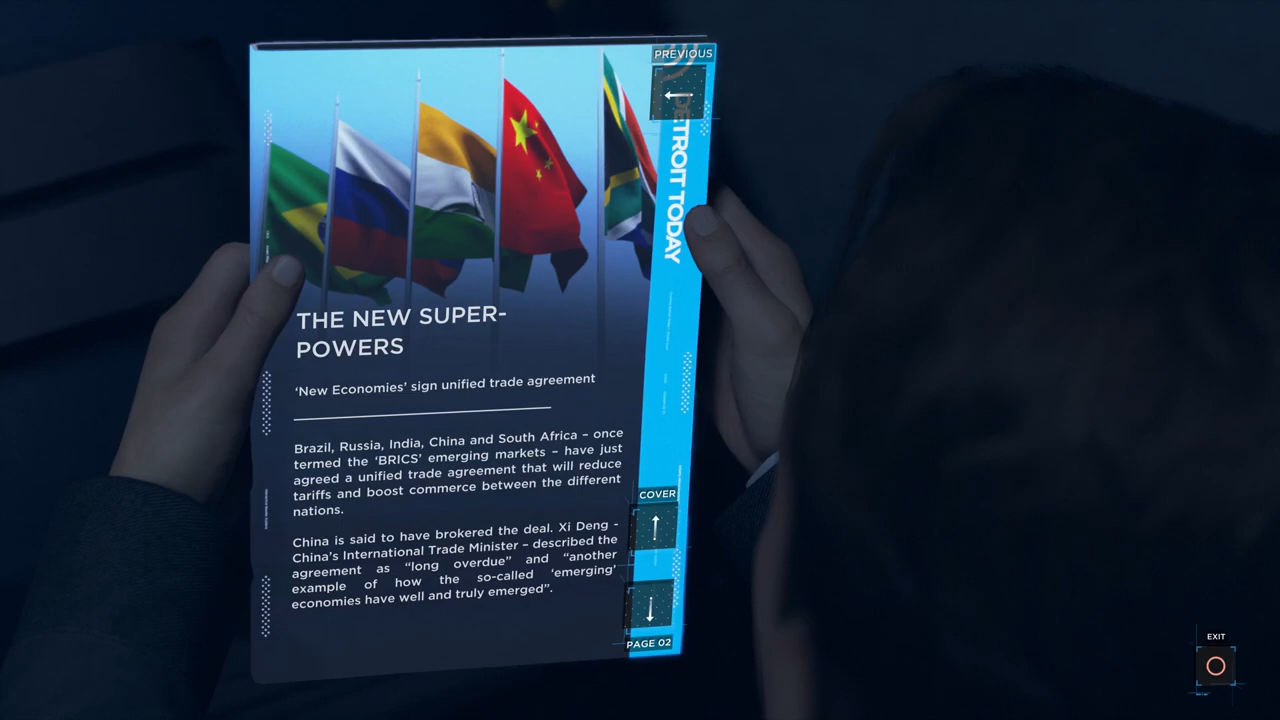 PREVIOUS
DETROIT TODAY
THE NEW SUPER-
POWERS
‘New Economies’ sign unified trade agreement
Brazil, Russia, India, China and South Africa – once
termed the ‘BRICS’ emerging markets – have just
agreed a unified trade agreement that will reduce
tariffs and boost commerce between the different
nations.
China is said to have brokered the deal. Xi Deng -
China’s International Trade Minister – described the
agreement as “long overdue” and “another
example of how the so-called ‘emerging’
economies have well and truly emerged”.
COVER
PAGE 02
EXIT